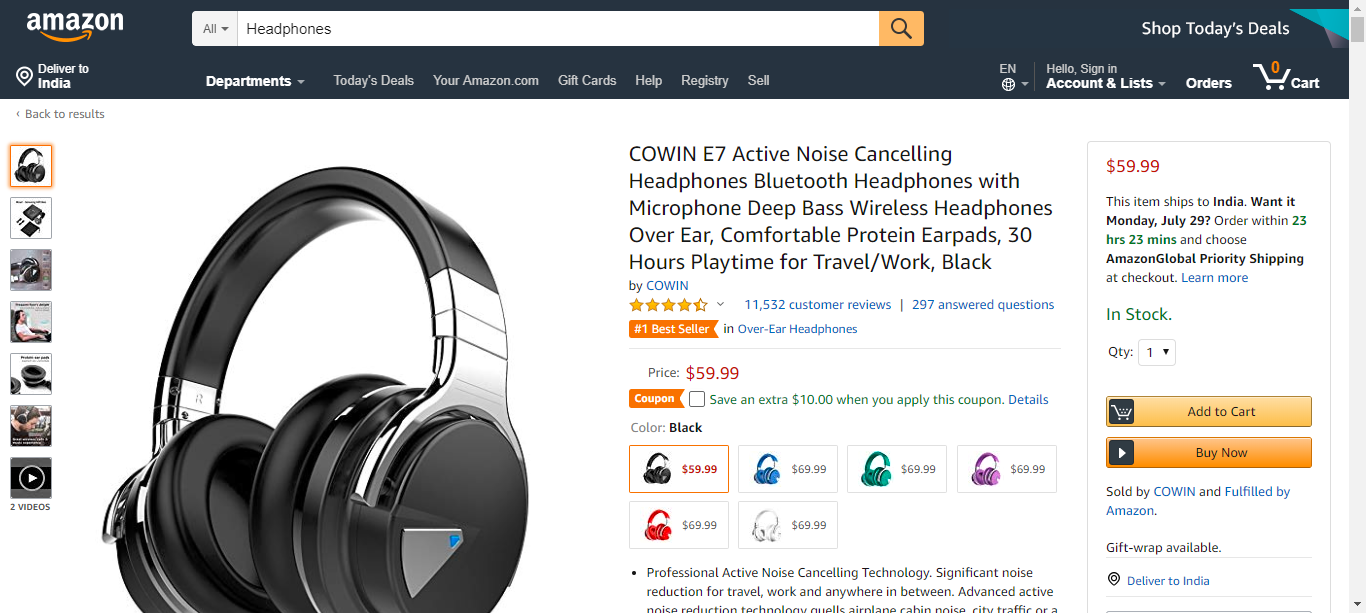 amazon
All
Headphones
Shop Today's Deals
Deliver to
India
Departments
Today's Deals
Your Amazon.com
Gift Cards
Help
Registry
Sell
EN
Hello, Sign in
Account & Lists
Orders
0
Cart
‹ Back to results
2 VIDEOS
R
COWIN E7 Active Noise Cancelling
Headphones Bluetooth Headphones with
Microphone Deep Bass Wireless Headphones
Over Ear, Comfortable Protein Earpads, 30
Hours Playtime for Travel/Work, Black
by COWIN
11,532 customer reviews | 297 answered questions
#1 Best Seller in Over-Ear Headphones
Price: $59.99
Coupon Save an extra $10.00 when you apply this coupon. Details
Color: Black
$59.99
$69.99
$69.99
$69.99
$69.99
$69.99
• Professional Active Noise Cancelling Technology. Significant noise
reduction for travel, work and anywhere in between. Advanced active
noise reduction technology quells airplane cabin noise, city traffic or a
$59.99
This item ships to India. Want it
Monday, July 29? Order within 23
hrs 23 mins and choose
AmazonGlobal Priority Shipping
at checkout. Learn more
In Stock.
Qty: 1
Add to Cart
Buy Now
Sold by COWIN and Fulfilled by
Amazon.
Gift-wrap available.
Deliver to India